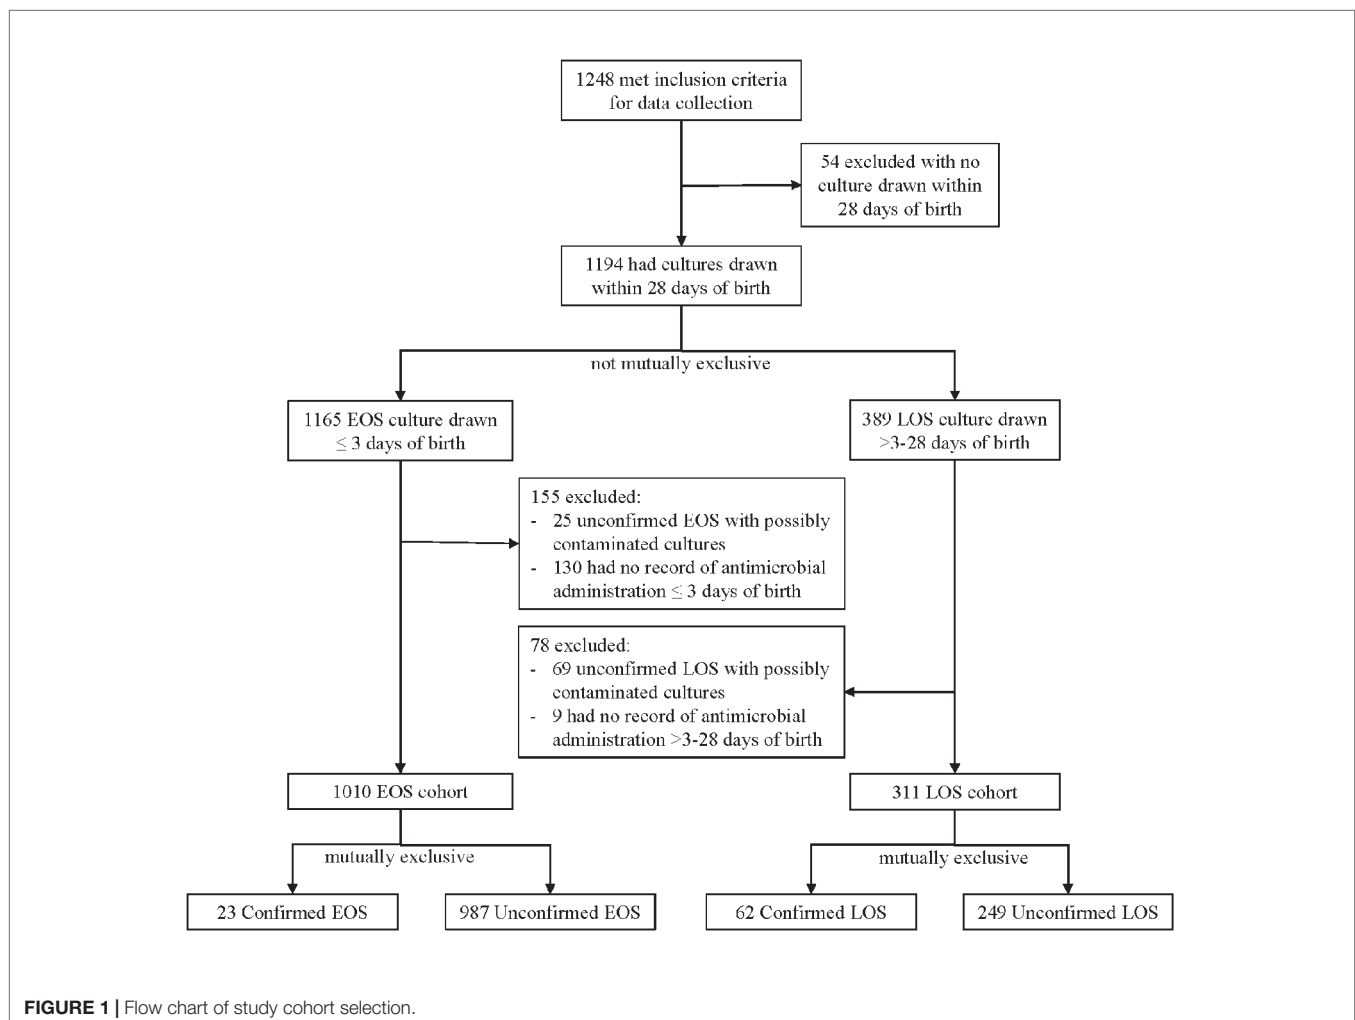 1248 met inclusion criteria
for data collection
54 excluded with no
culture drawn within
28 days of birth
1194 had cultures drawn
within 28 days of birth
not mutually exclusive
1165 EOS culture drawn
≤ 3 days of birth
389 LOS culture drawn
>3-28 days of birth
155 excluded:
- 25 unconfirmed EOS with possibly
contaminated cultures
- 130 had no record of antimicrobial
administration ≤ 3 days of birth
78 excluded:
- 69 unconfirmed LOS with possibly
contaminated cultures
- 9 had no record of antimicrobial
administration >3-28 days of birth
1010 EOS cohort
311 LOS cohort
mutually exclusive
mutually exclusive
23 Confirmed EOS
987 Unconfirmed EOS
62 Confirmed LOS
249 Unconfirmed LOS
FIGURE 1 | Flow chart of study cohort selection.